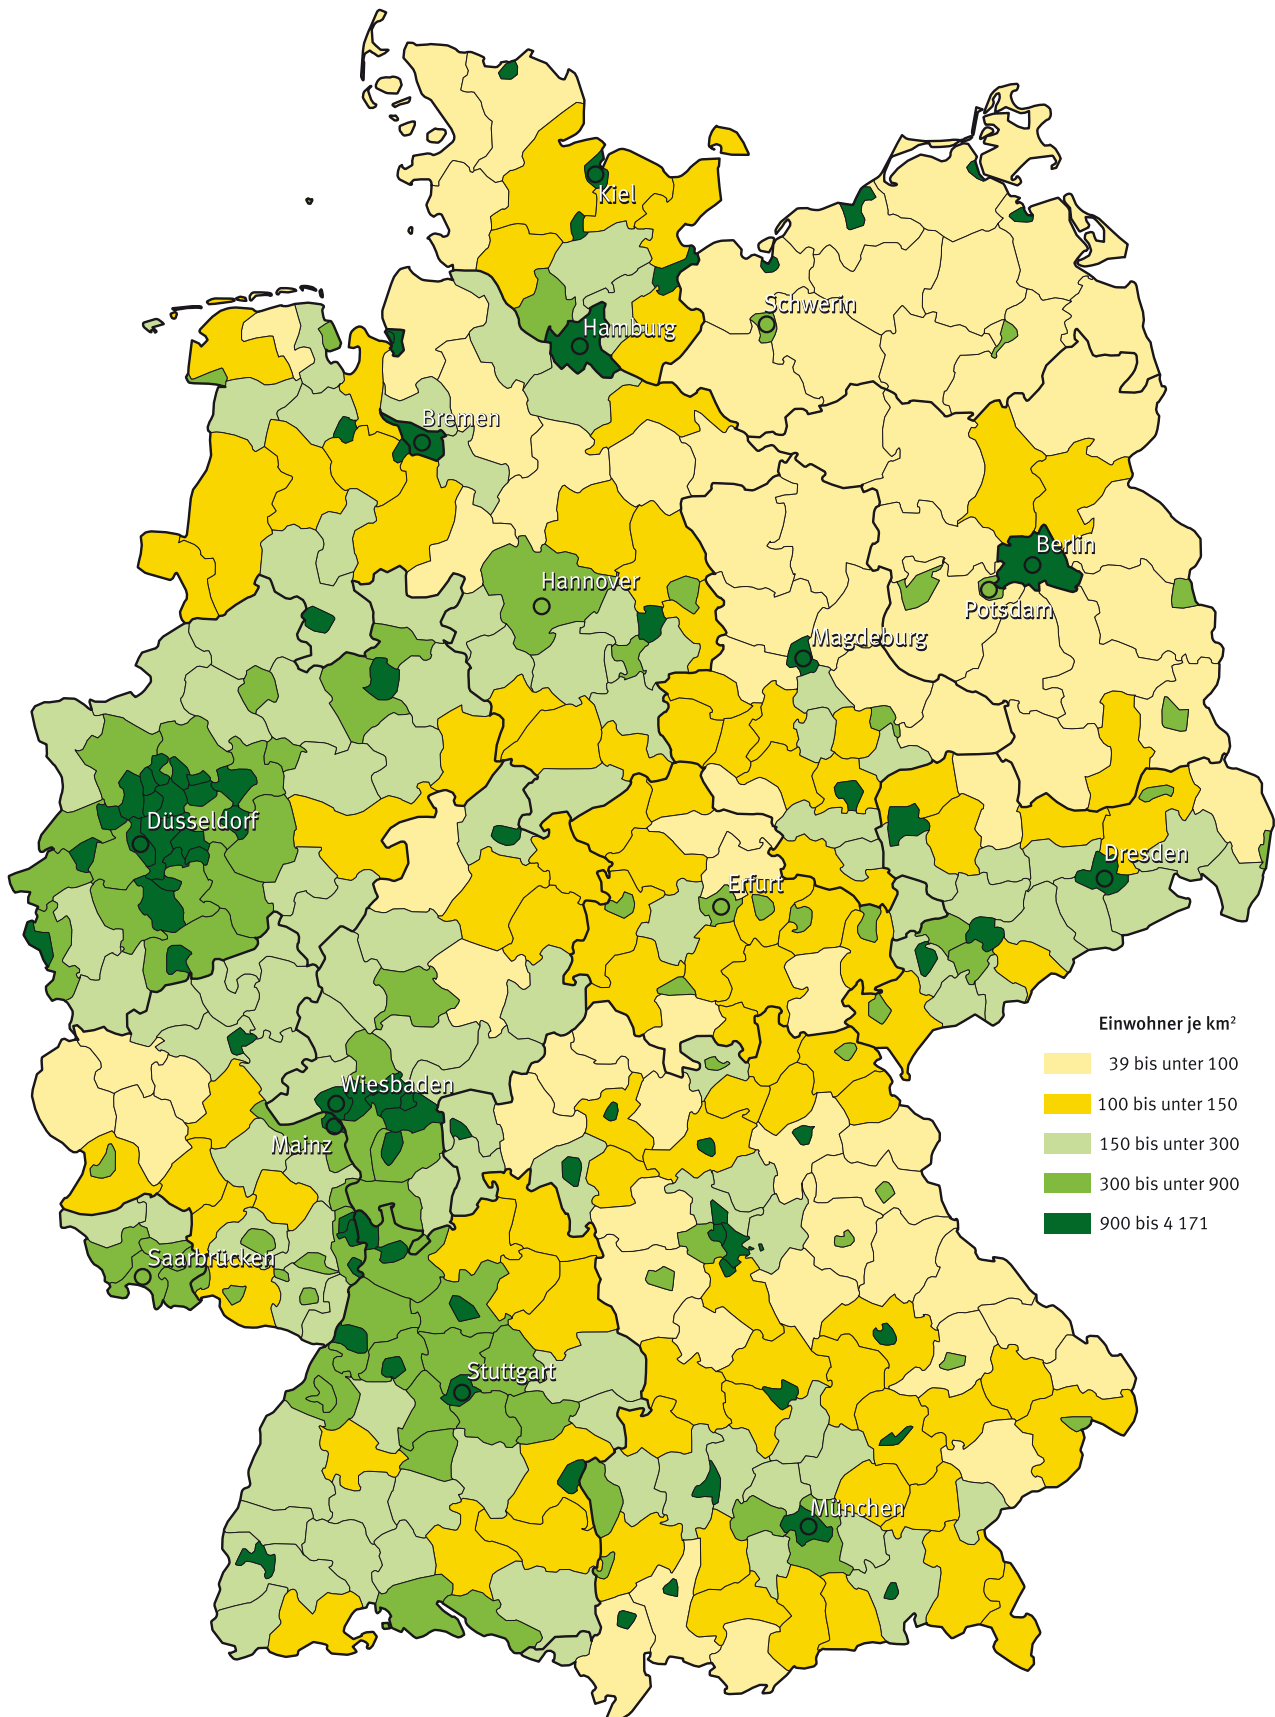 Kiel
Schwerin
Hamburg
Bremen
Berlin
Hannover
Potsdam
Magdeburg
Düsseldorf
Dresden
Erfurt
Einwohner je km²
39 bis unter 100
100 bis unter 150
150 bis unter 300
300 bis unter 900
900 bis 4 171
Wiesbaden
Mainz
Saarbrücken
Stuttgart
München